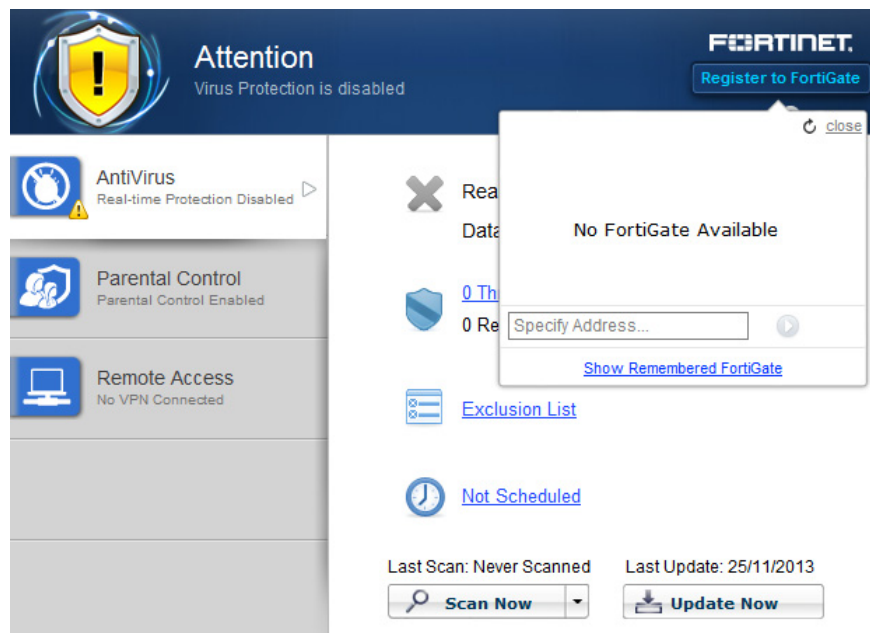 Attention
Virus Protection is disabled
FORTINET.
Register to FortiGate
close
No FortiGate Available
Specify Address...
Show Remembered FortiGate
AntiVirus
Real-time Protection Disabled
Parental Control
Parental Control Enabled
Remote Access
No VPN Connected
Rea
Data
0 Th
0 Re
Exclusion List
Not Scheduled
Last Scan: Never Scanned
Last Update: 25/11/2013
Scan Now
Update Now